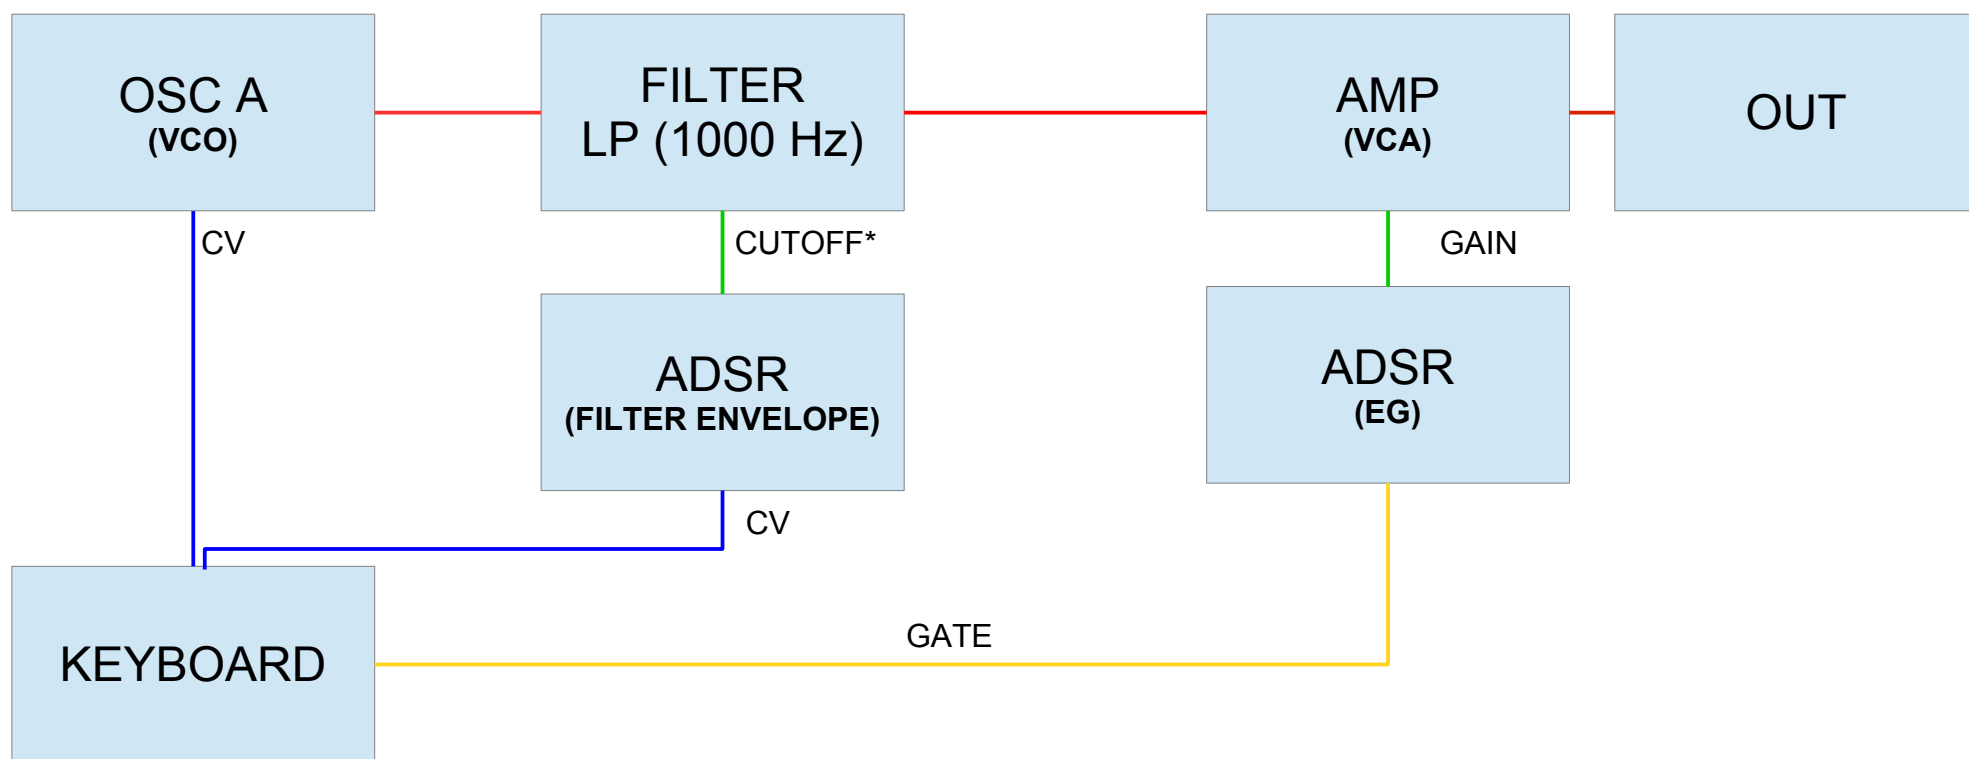 OSC A
(VCO)
FILTER
LP (1000 Hz)
AMP
(VCA)
OUT
CV
CUTOFF*
GAIN
ADSR
(FILTER ENVELOPE)
ADSR
(EG)
CV
KEYBOARD
GATE